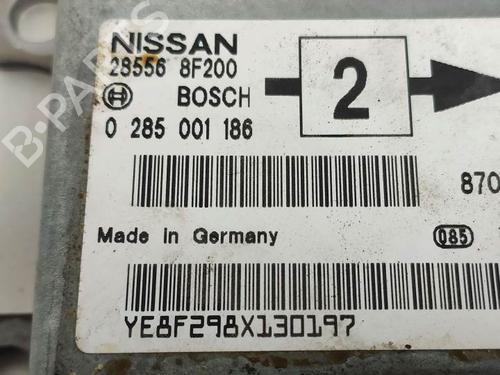 NISSAN
28556 8F200
BOSCH
2
0 285 001 186
870
Made in Germany
085
YE8F298X130197
B-PARTS